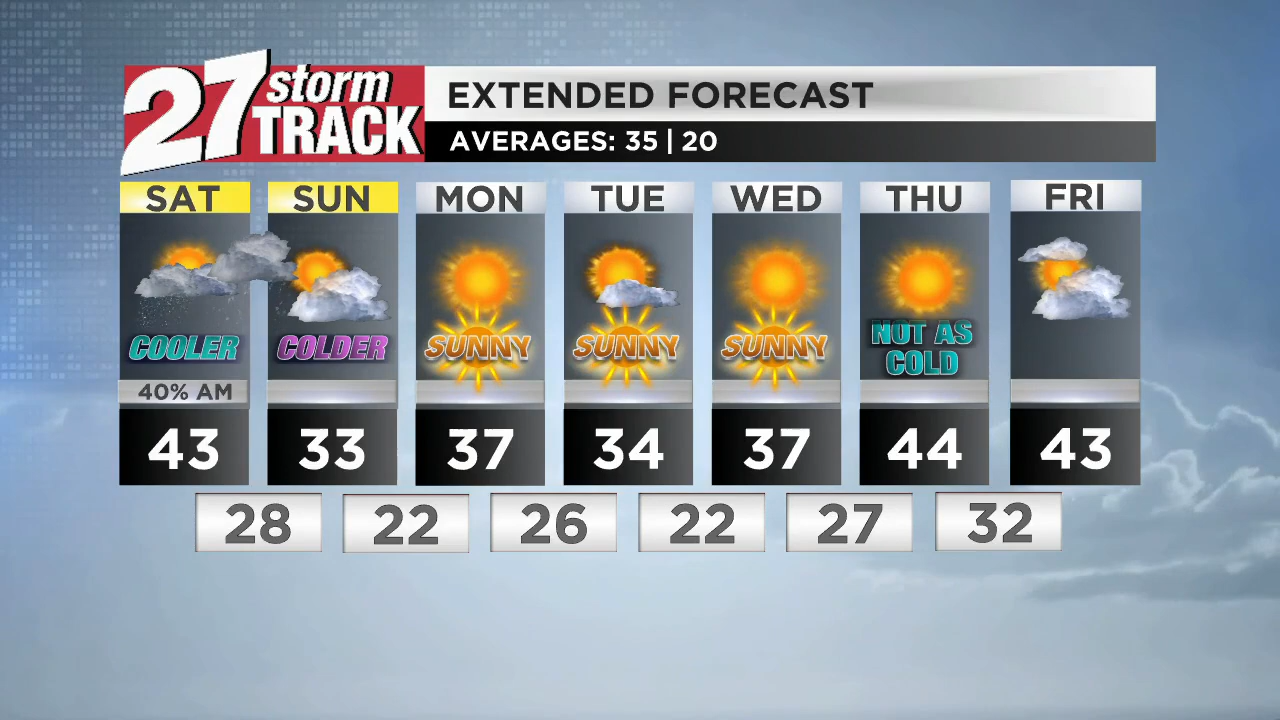 27 storm TRACK
EXTENDED FORECAST
AVERAGES: 35 | 20
SAT SUN MON TUE WED THU FRI
COOLER COLDER SUNNY SUNNY SUNNY NOT AS COLD
40% AM
43 33 37 34 37 44 43
28 22 26 22 27 32